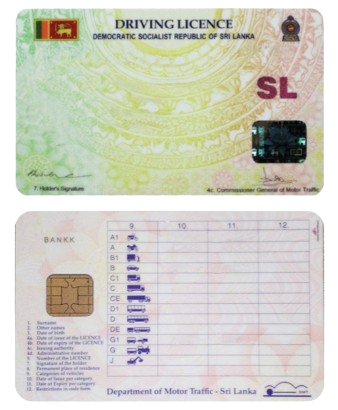 DRIVING LICENCE
DEMOCRATIC SOCIALIST REPUBLIC OF SRI LANKA
SL
7. Holder's Signature
4c. Commissioner General of Motor Traffic
BANKK
9. 10. 11. 12.
A1
A
B1
B
C1
C
CE
D1
D
DE
G1
G
J
1. Surname
2. Other names
3. Date of birth
4a. Date of issue of the LICENCE
4b. Date of expiry of the LICENCE
4c. Issuing authority
4d. Administrative number
5. Number of the LICENCE
7. Signature of the holder
8. Permanent place of residence
9. Categories of vehicles
10. Date of Issue per category
11. Date of Expiry per category
12. Restrictions in code form
Department of Motor Traffic - Sri Lanka